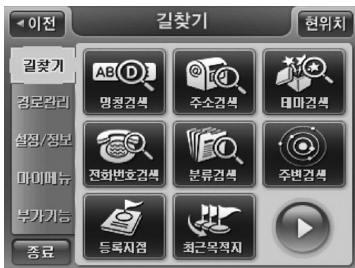 이전
길찾기
현위치
길찾기
경로관리
설정/정보
마이메뉴
부가기능
종료
ABⒹ
명칭검색
@
주소검색
테마검색
전화번호검색
분류검색
주변검색
등록지점
최근목적지